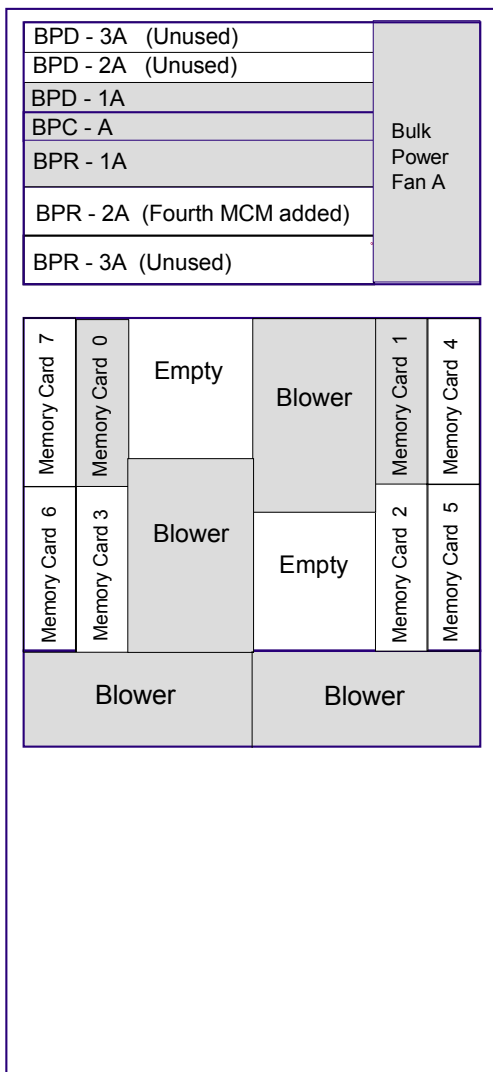 BPD - 3A (Unused)
BPD - 2A (Unused)
BPD - 1A
BPC - A
BPR - 1A
BPR - 2A (Fourth MCM added)
BPR - 3A (Unused)
Bulk
Power
Fan A
Memory Card 7
Memory Card 0
Empty
Blower
Memory Card 1
Memory Card 4
Memory Card 6
Memory Card 3
Blower
Empty
Memory Card 2
Memory Card 5
Blower
Blower